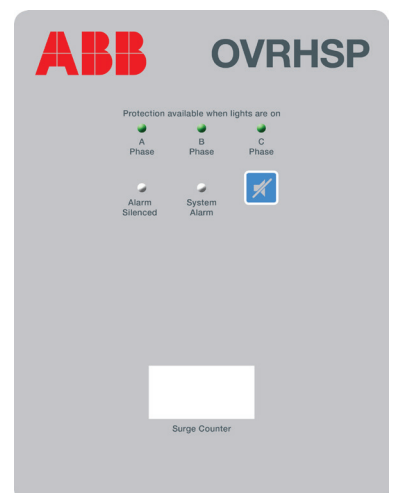 ABB OVRHSP
Protection available when lights are on
A B C
Phase Phase Phase
Alarm System
Silenced Alarm
Surge Counter